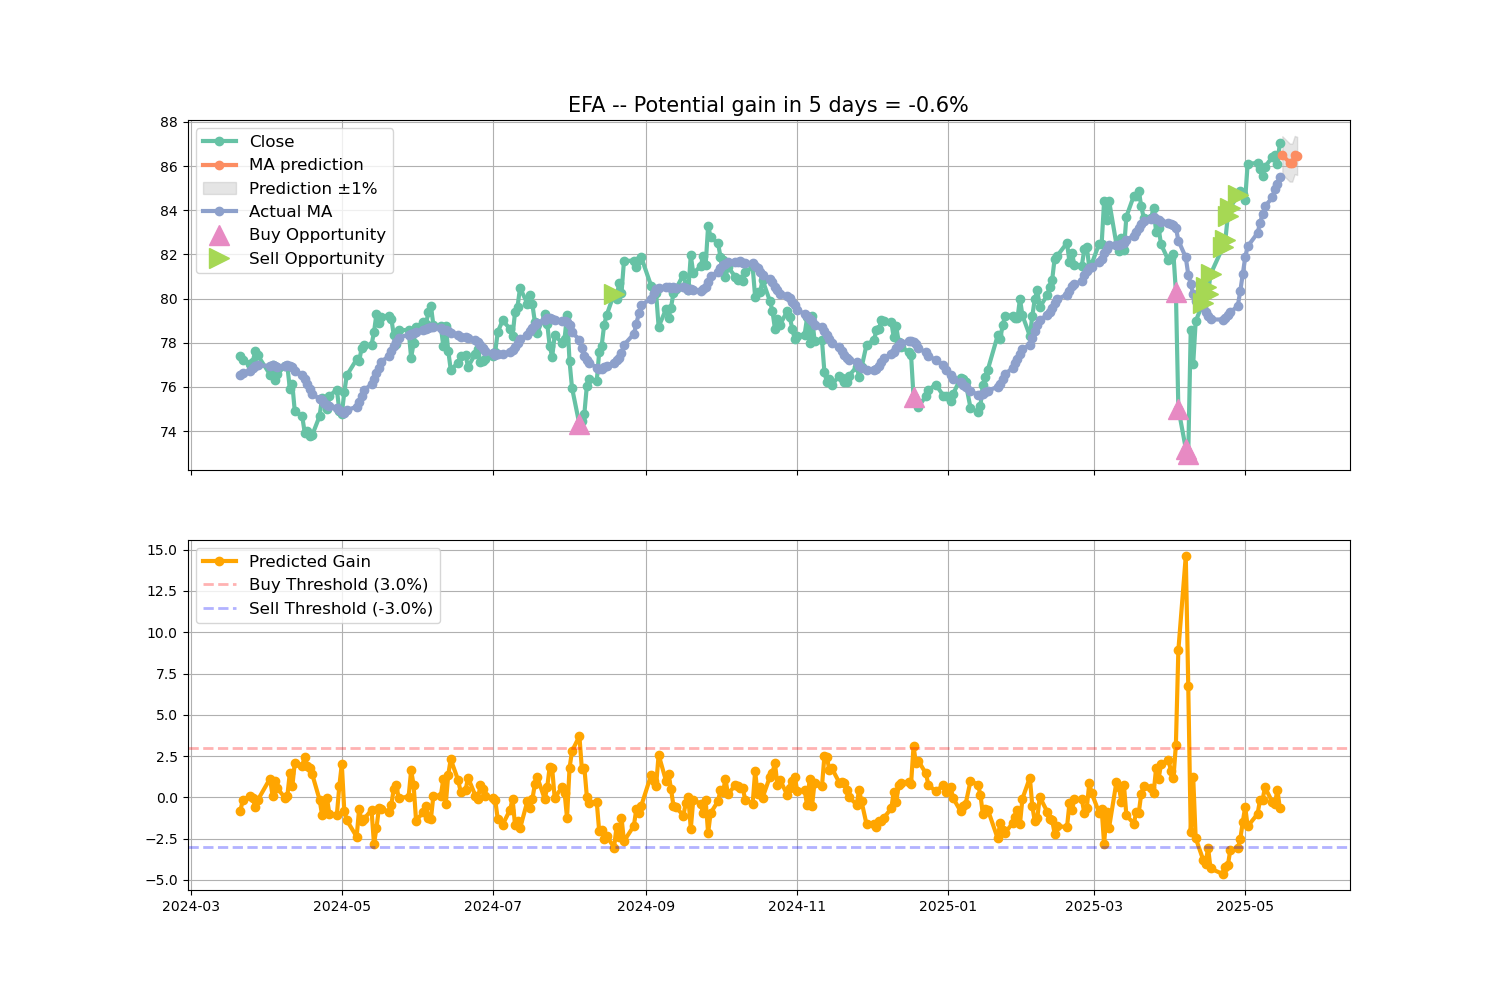 EFA -- Potential gain in 5 days = -0.6%
88
86
84
82
80
78
76
74
Close
MA prediction
Prediction ±1%
Actual MA
Buy Opportunity
Sell Opportunity
15.0
12.5
10.0
7.5
5.0
2.5
0.0
−2.5
−5.0
Predicted Gain
Buy Threshold (3.0%)
Sell Threshold (-3.0%)
2024-03
2024-05
2024-07
2024-09
2024-11
2025-01
2025-03
2025-05